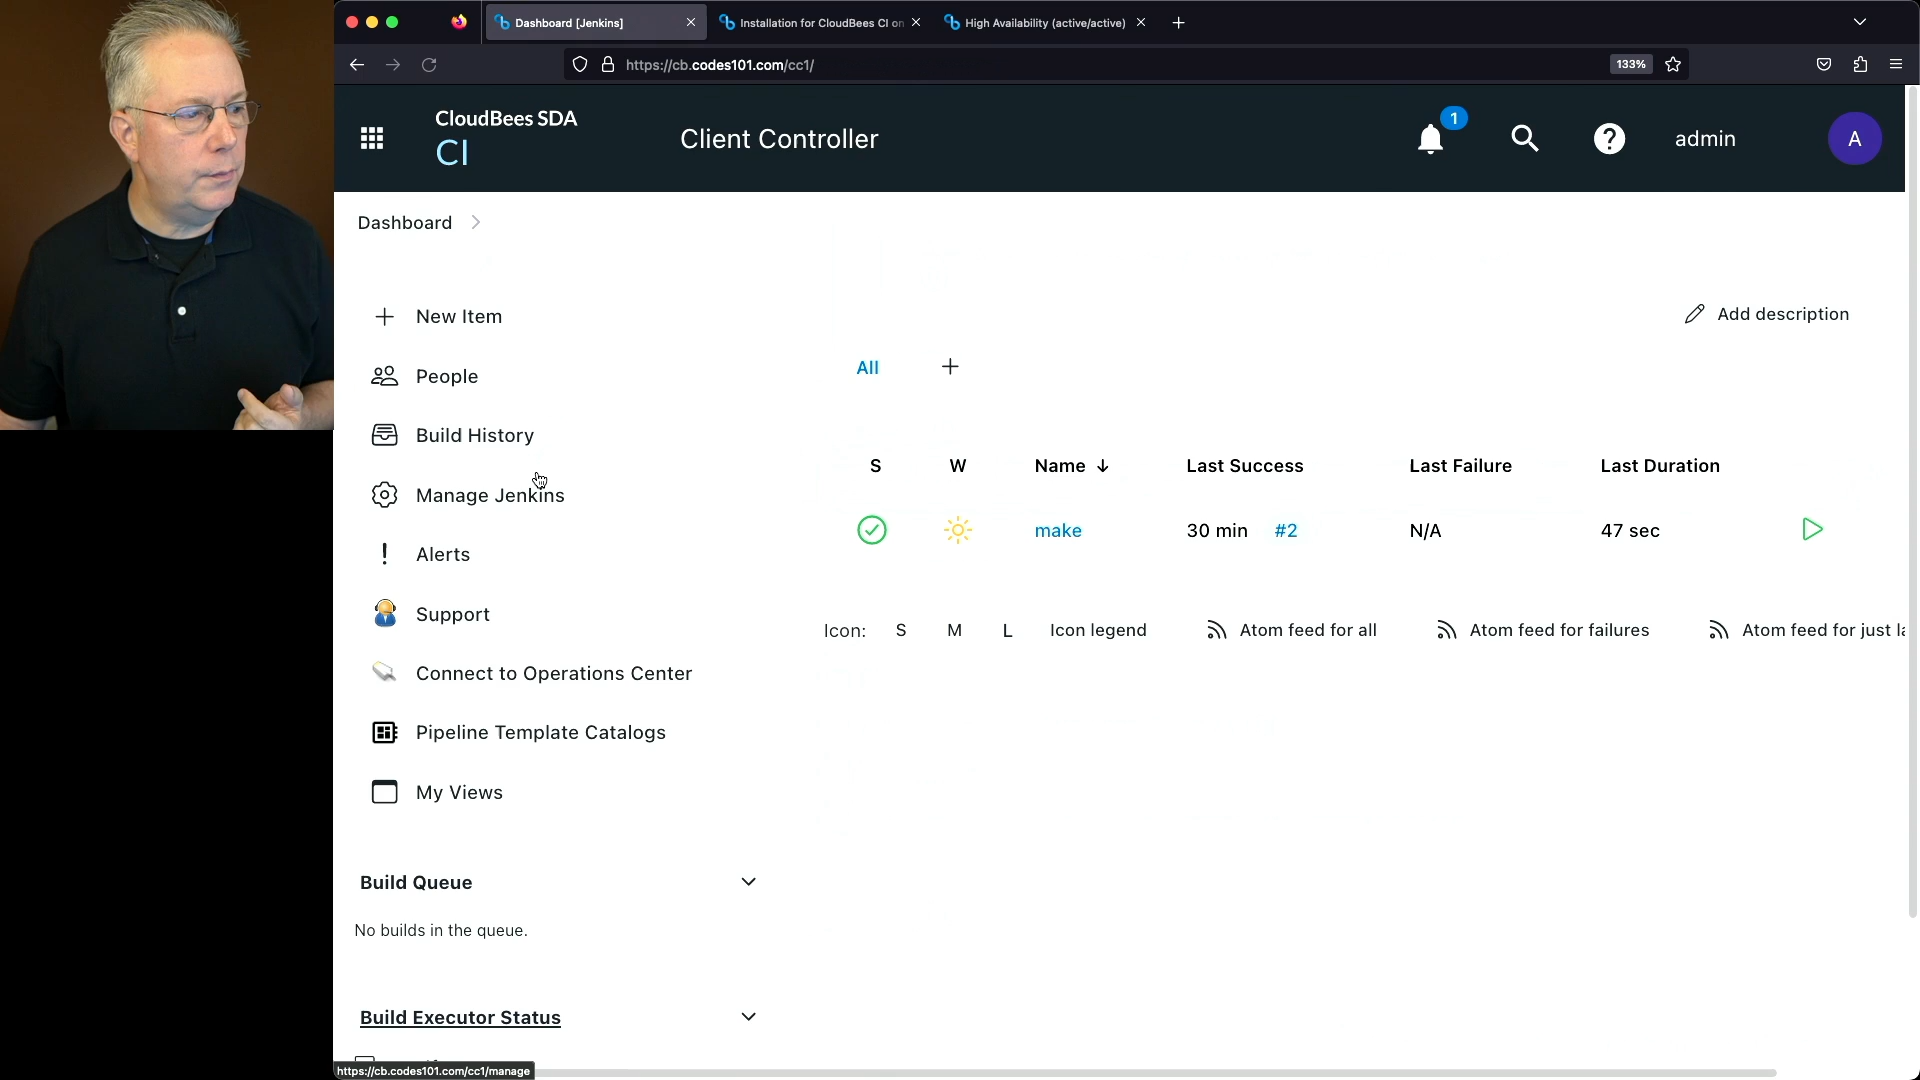 Dashboard [Jenkins]
Installation for CloudBees CI on
High Availability (active/active)
https://cb.codes101.com/cc1/
133%
CloudBees SDA
CI
Client Controller
1
admin
A
Dashboard
New Item
Add description
People
All
Build History
S W Name ↓ Last Success Last Failure Last Duration
Manage Jenkins
make 30 min #2 N/A 47 sec
Alerts
Support
Icon: S M L Icon legend Atom feed for all Atom feed for failures Atom feed for just
Connect to Operations Center
Pipeline Template Catalogs
My Views
Build Queue
No builds in the queue.
Build Executor Status
https://cb.codes101.com/cc1/manage